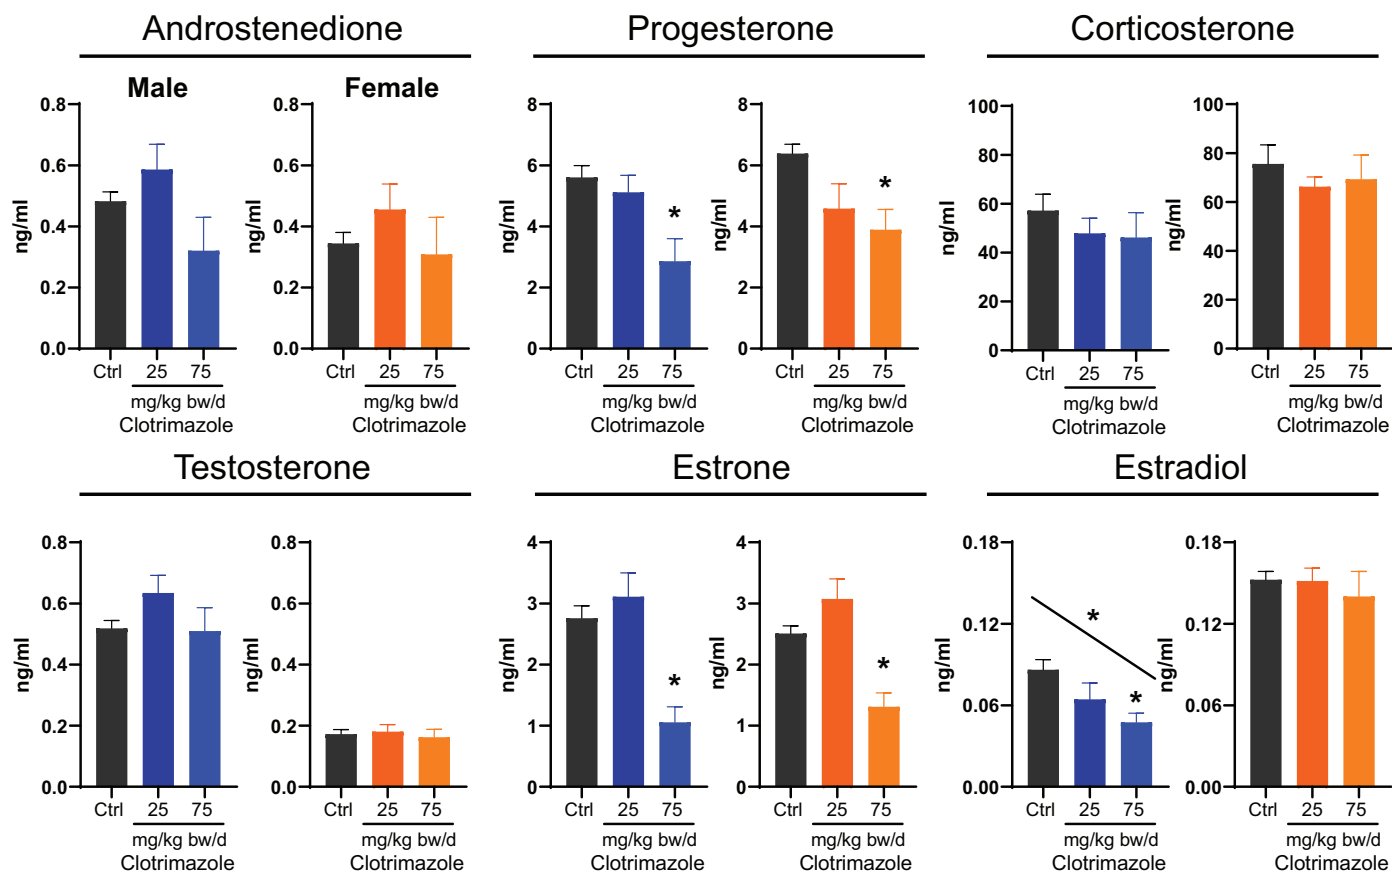 Androstenedione
Progesterone
Corticosterone
Male
Female
0.8
0.6
0.4
0.2
0.0
ng/ml
Ctrl
25
75
mg/kg bw/d
Clotrimazole
0.8
0.6
0.4
0.2
0.0
ng/ml
Ctrl
25
75
mg/kg bw/d
Clotrimazole
8
6
4
2
0
ng/ml
*
Ctrl
25
75
mg/kg bw/d
Clotrimazole
8
6
4
2
0
ng/ml
*
Ctrl
25
75
mg/kg bw/d
Clotrimazole
100
80
60
40
20
0
ng/ml
Ctrl
25
75
mg/kg bw/d
Clotrimazole
100
80
60
40
20
0
ng/ml
Ctrl
25
75
mg/kg bw/d
Clotrimazole
Testosterone
Estrone
Estradiol
0.8
0.6
0.4
0.2
0.0
ng/ml
Ctrl
25
75
mg/kg bw/d
Clotrimazole
0.8
0.6
0.4
0.2
0.0
ng/ml
Ctrl
25
75
mg/kg bw/d
Clotrimazole
4
3
2
1
0
ng/ml
*
Ctrl
25
75
mg/kg bw/d
Clotrimazole
4
3
2
1
0
ng/ml
*
Ctrl
25
75
mg/kg bw/d
Clotrimazole
0.18
0.12
0.06
0.00
ng/ml
*
*
Ctrl
25
75
mg/kg bw/d
Clotrimazole
0.18
0.12
0.06
0.00
ng/ml
Ctrl
25
75
mg/kg bw/d
Clotrimazole